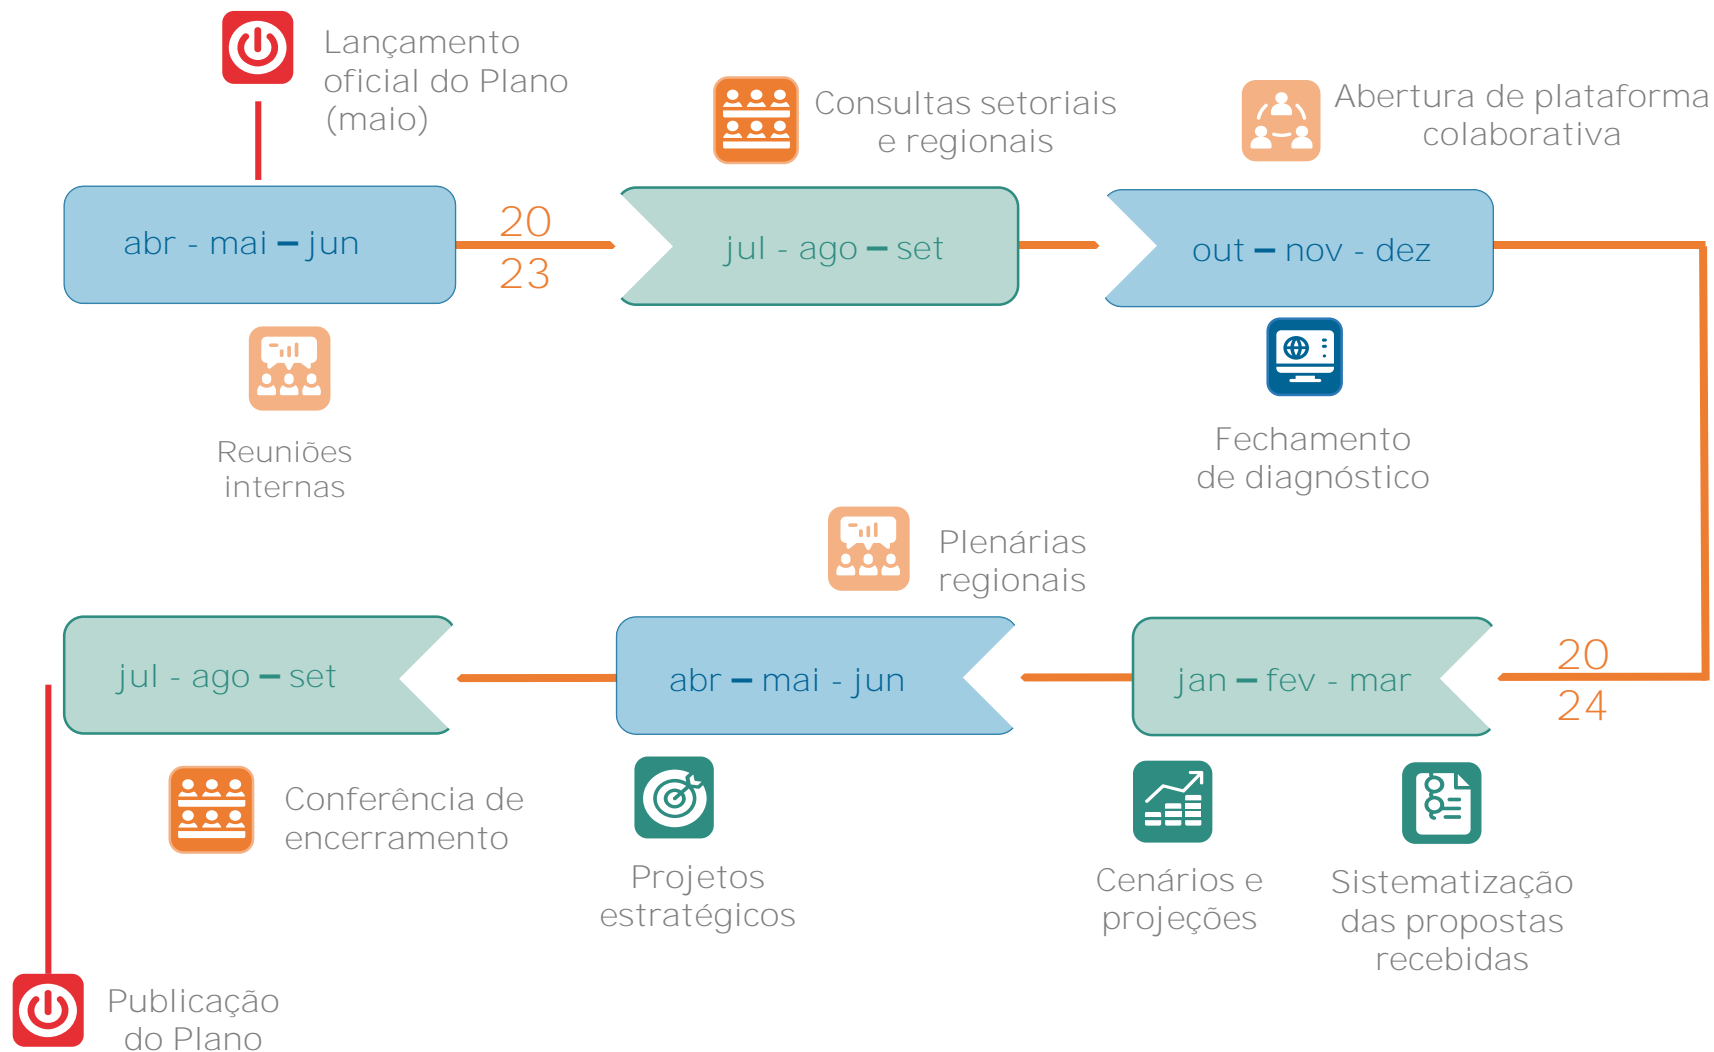 Lançamento
oficial do Plano
(maio)
Consultas setoriais
e regionais
Abertura de plataforma
colaborativa
abr - mai – jun
20
23
jul - ago – set
out – nov - dez
Reuniões
internas
Fechamento
de diagnóstico
Plenárias
regionais
20
24
jan – fev - mar
abr – mai - jun
jul - ago – set
Cenários e
projeções
Sistematização
das propostas
recebidas
Projetos
estratégicos
Conferência de
encerramento
Publicação
do Plano